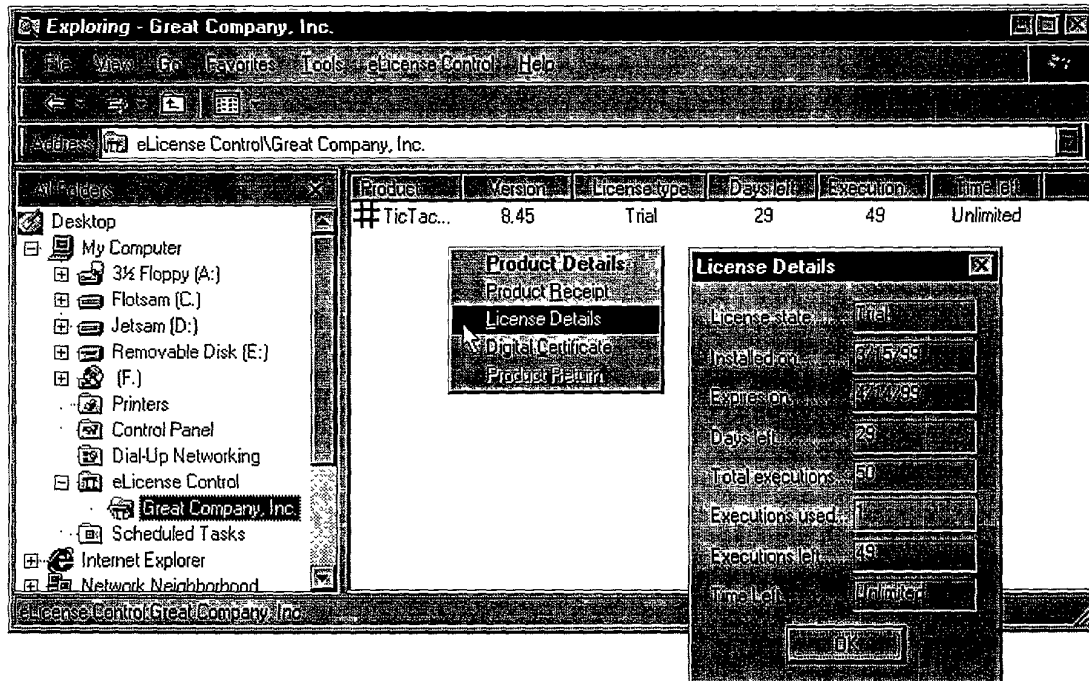 Exploring - Great Company, Inc.
File View Go Favorites Tools eLicense Control Help
Address eLicense Control\Great Company, Inc.
All Folders
Product Version License type Days left Execution... Time left
TicTac... 8.45 Trial 29 49 Unlimited
Desktop
My Computer
3½ Floppy (A:)
Flotsam (C:)
Jetsam (D:)
Removable Disk (E:)
(F:)
Printers
Control Panel
Dial-Up Networking
eLicense Control
Great Company, Inc.
Scheduled Tasks
Internet Explorer
Network Neighborhood
Product Details
Product Receipt
License Details
Digital Certificate
Product Return
License Details
License state... Trial
Installed on... 3/15/99
Expires on... 4/14/99
Days left... 29
Total executions... 50
Executions used... 1
Executions left... 49
Time Left... Unlimited
OK
eLicense Control\Great Company, Inc.